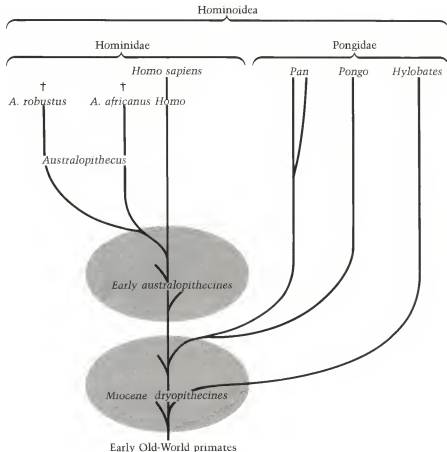 Hominoidea
Hominidae
Pongidae
Homo sapiens
Pan
Pongo
Hylobates
† †
A. robustus
A. africanus
Homo
Australopithecus
Early australopithecines
Miocene dryopithecines
Early Old-World primates